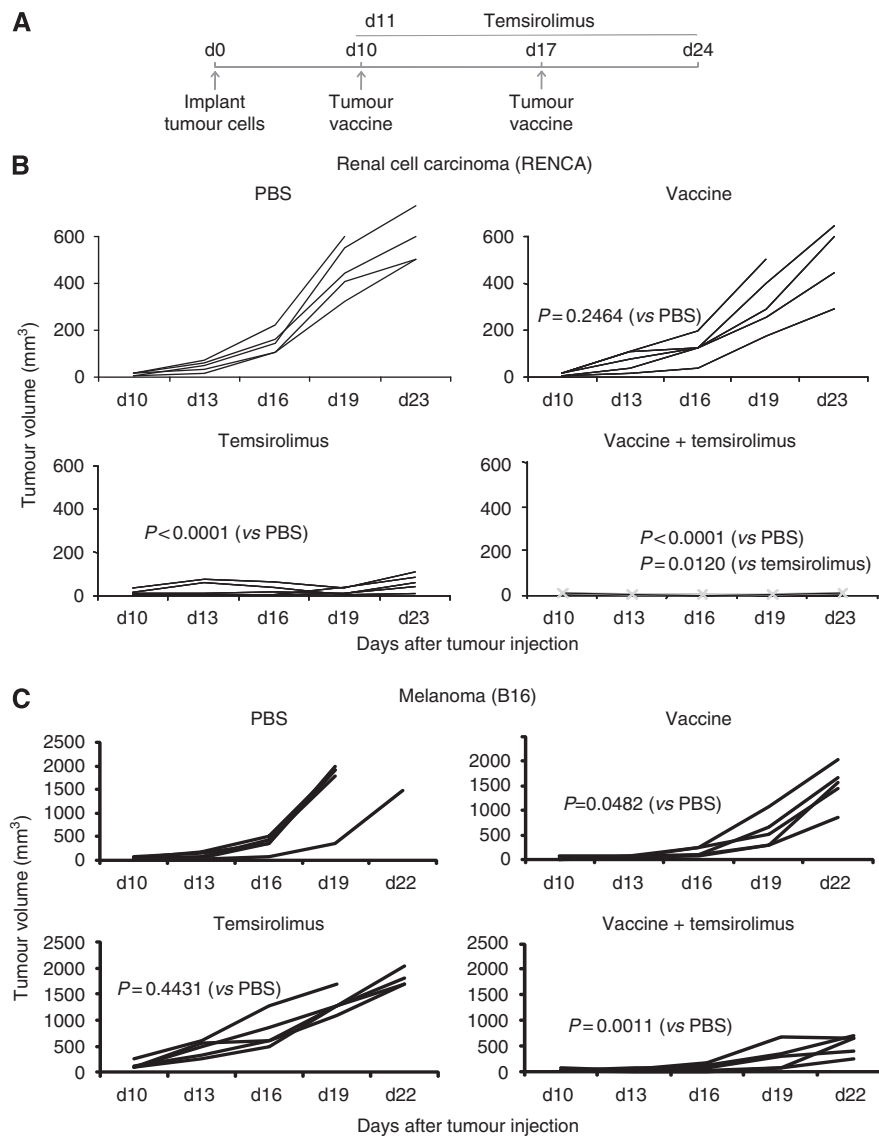 A
d11 Temsirolimus
d0 d10 d17 d24
Implant tumour cells
Tumour vaccine
Tumour vaccine
B
Renal cell carcinoma (RENCA)
Tumour volume (mm³)
PBS
600
400
200
0
d10 d13 d16 d19 d23
Vaccine
600
400
200
0
P = 0.2464 (vs PBS)
d10 d13 d16 d19 d23
Temsirolimus
600
400
200
0
P < 0.0001 (vs PBS)
d10 d13 d16 d19 d23
Vaccine + temsirolimus
600
400
200
0
P < 0.0001 (vs PBS)
P = 0.0120 (vs temsirolimus)
d10 d13 d16 d19 d23
Days after tumour injection
C
Melanoma (B16)
Tumour volume (mm³)
PBS
2500
2000
1500
1000
500
0
d10 d13 d16 d19 d22
Vaccine
2000
1500
1000
500
0
P=0.0482 (vs PBS)
d10 d13 d16 d19 d22
Temsirolimus
2500
2000
1500
1000
500
0
P = 0.4431 (vs PBS)
d10 d13 d16 d19 d22
Vaccine + temsirolimus
2500
2000
1500
1000
500
0
P = 0.0011 (vs PBS)
d10 d13 d16 d19 d22
Days after tumour injection